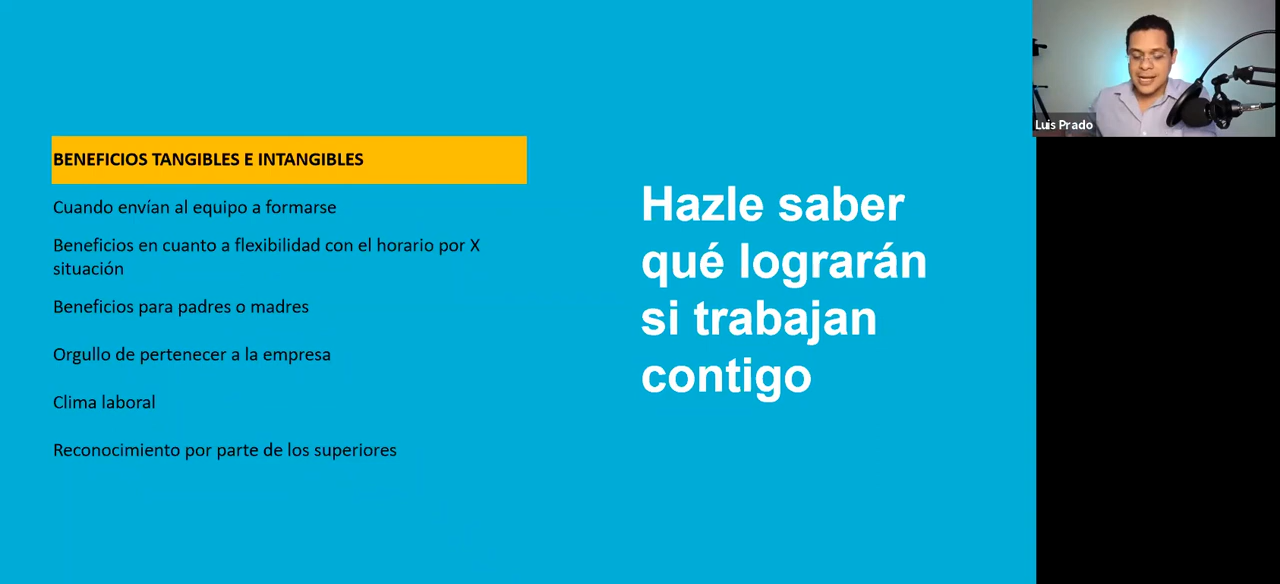 BENEFICIOS TANGIBLES E INTANGIBLES
Cuando envían al equipo a formarse
Beneficios en cuanto a flexibilidad con el horario por X
situación
Beneficios para padres o madres
Orgullo de pertenecer a la empresa
Clima laboral
Reconocimiento por parte de los superiores
Hazle saber
qué lograrán
si trabajan
contigo
Luis Prado